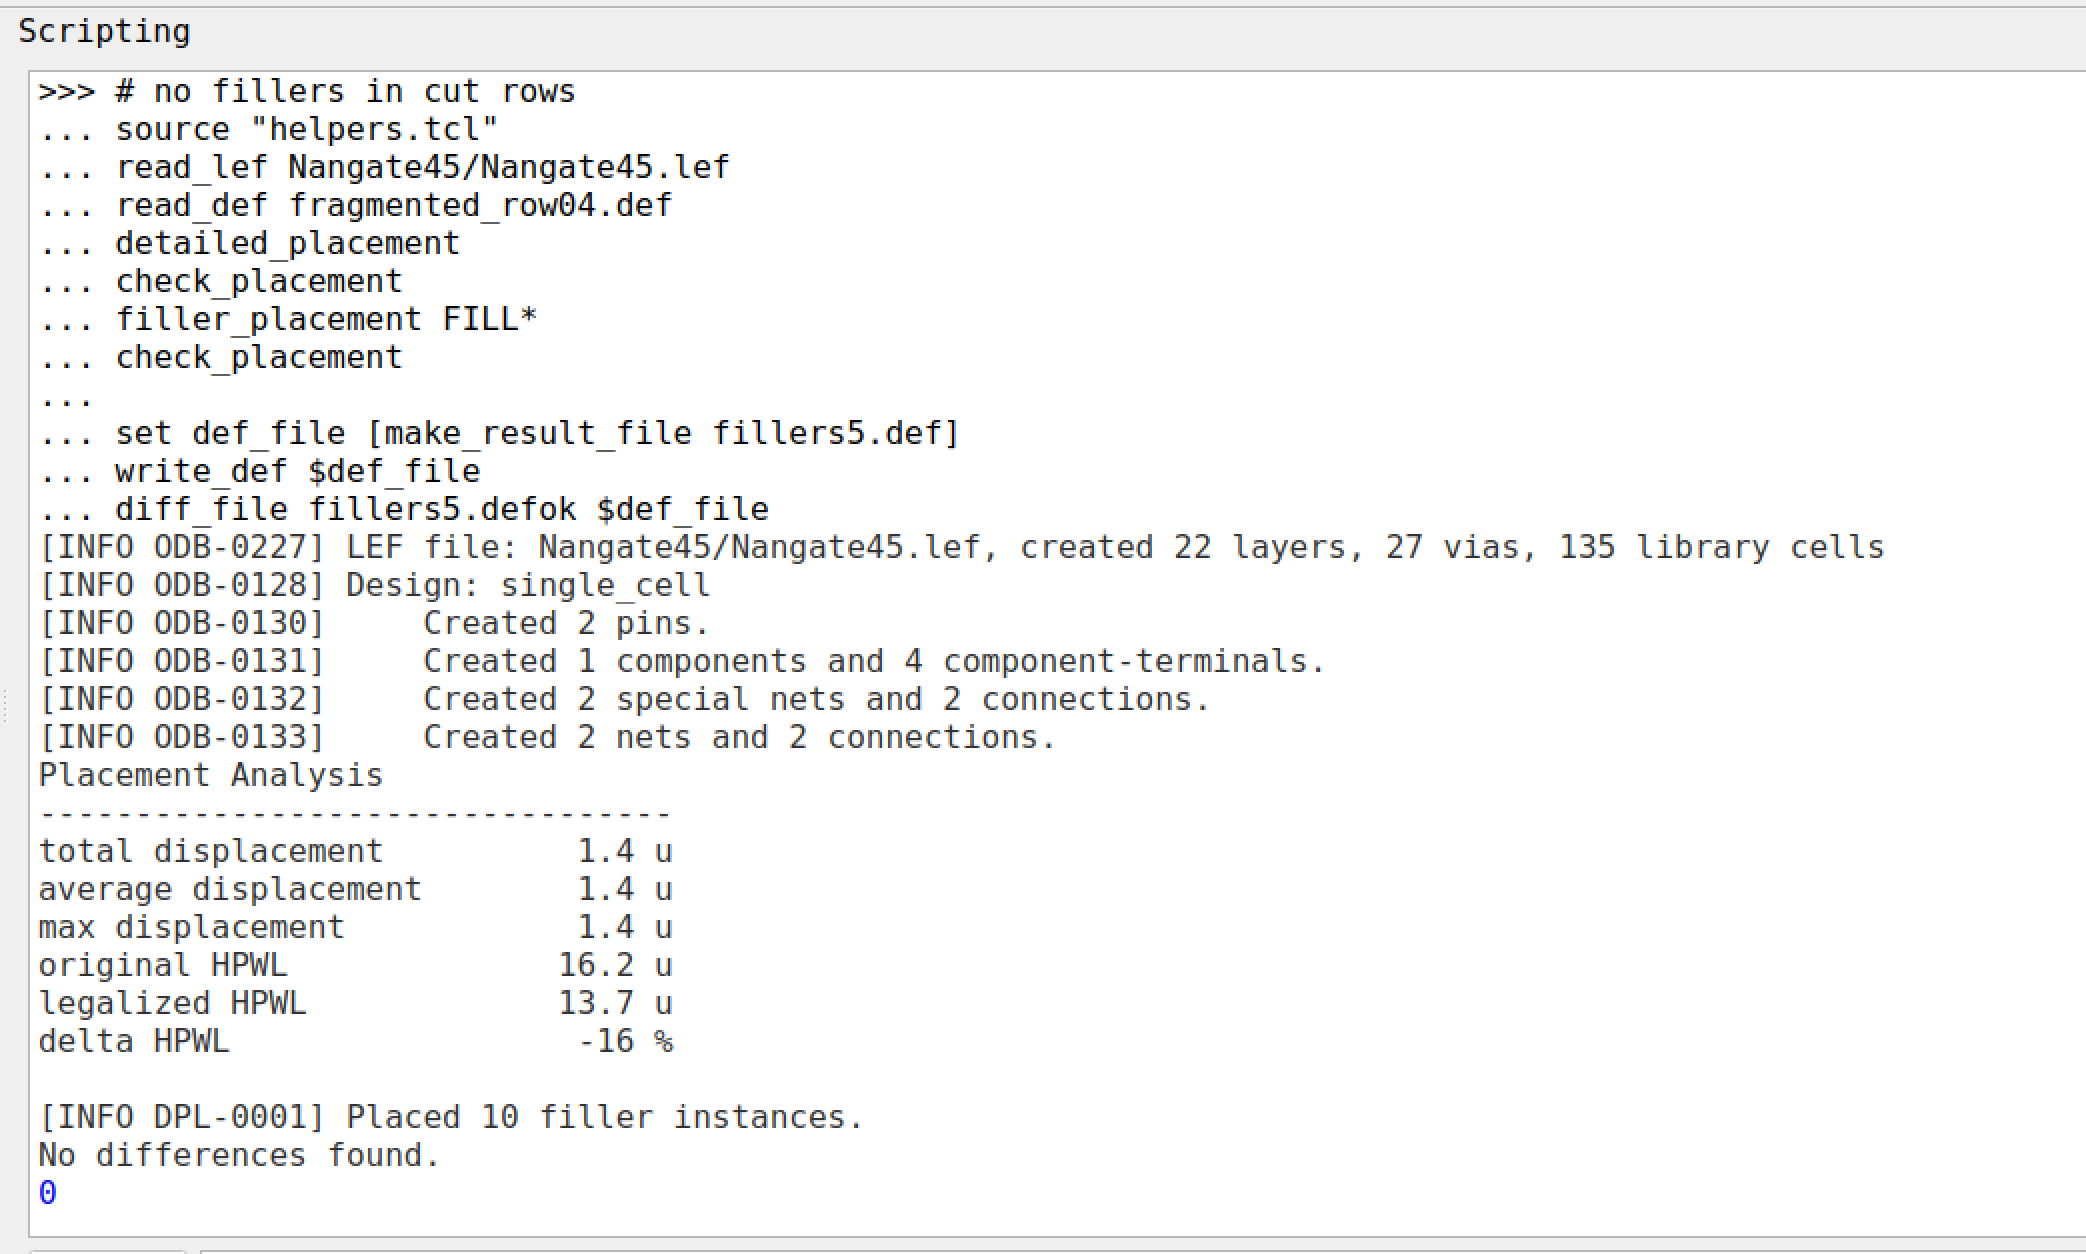 Scripting
>>> # no fillers in cut rows
... source "helpers.tcl"
... read_lef Nangate45/Nangate45.lef
... read_def fragmented_row04.def
... detailed_placement
... check_placement
... filler_placement FILL*
... check_placement
...
... set def_file [make_result_file fillers5.def]
... write_def $def_file
... diff_file fillers5.defok $def_file
[INFO ODB-0227] LEF file: Nangate45/Nangate45.lef, created 22 layers, 27 vias, 135 library cells
[INFO ODB-0128] Design: single_cell
[INFO ODB-0130]     Created 2 pins.
[INFO ODB-0131]     Created 1 components and 4 component-terminals.
[INFO ODB-0132]     Created 2 special nets and 2 connections.
[INFO ODB-0133]     Created 2 nets and 2 connections.
Placement Analysis
---------------------------------
total displacement          1.4 u
average displacement        1.4 u
max displacement            1.4 u
original HPWL              16.2 u
legalized HPWL             13.7 u
delta HPWL                  -16 %
[INFO DPL-0001] Placed 10 filler instances.
No differences found.
0